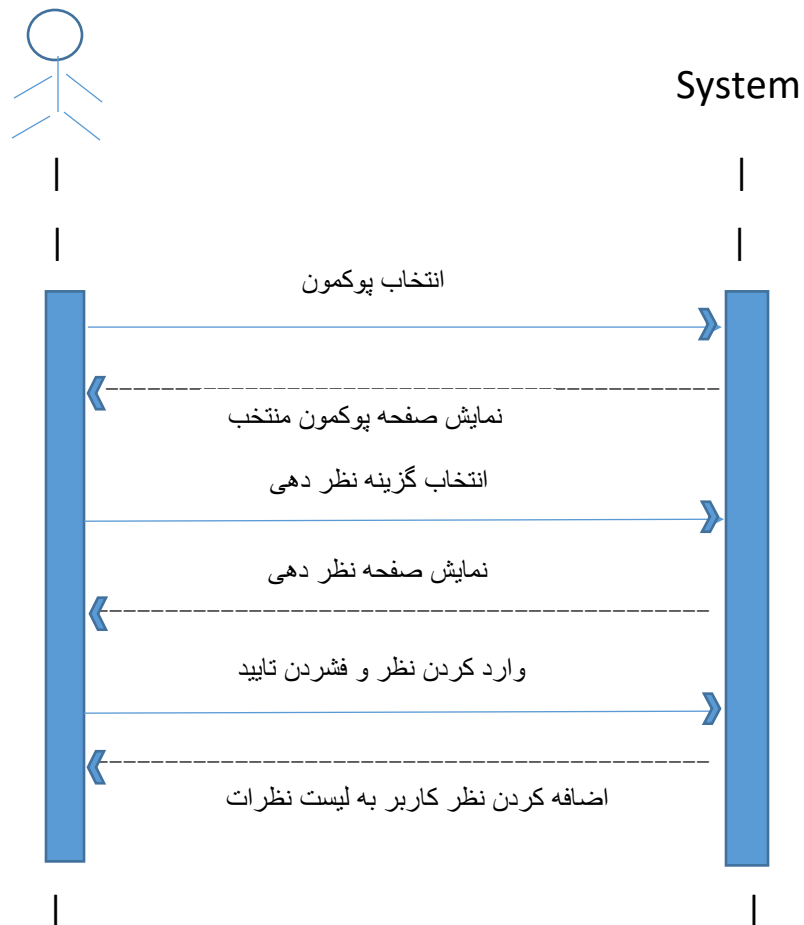 System
انتخاب پوکمون
نمایش صفحه پوکمون منتخب
انتخاب گزینه نظر دهی
نمایش صفحه نظر دهی
وارد کردن نظر و فشردن تایید
اضافه کردن نظر کاربر به لیست نظرات